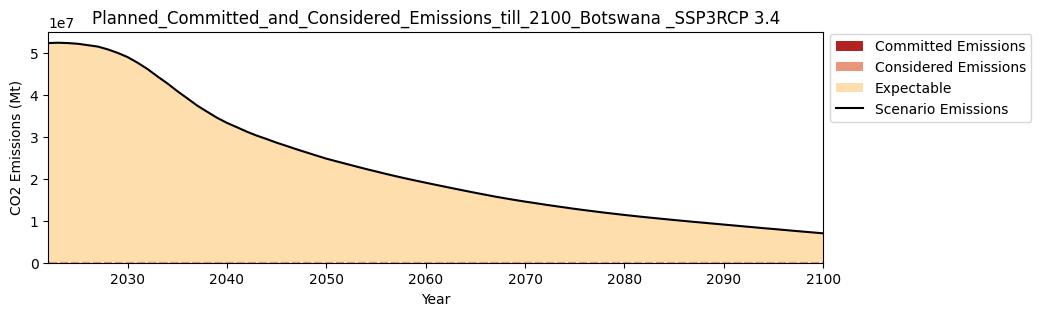 Planned_Committed_and_Considered_Emissions_till_2100_Botswana _SSP3RCP 3.4
1e7
5
4
3
2
1
0
CO2 Emissions (Mt)
2030 2040 2050 2060 2070 2080 2090 2100
Year
Committed Emissions
Considered Emissions
Expectable
Scenario Emissions